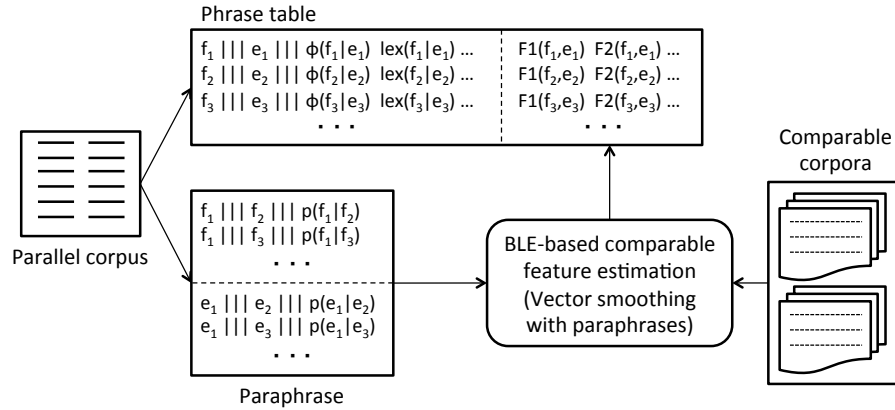 Phrase table
f₁ ||| e₁ ||| ϕ(f₁|e₁) lex(f₁|e₁) ... F1(f₁,e₁) F2(f₁,e₁) ...
f₂ ||| e₂ ||| ϕ(f₂|e₂) lex(f₂|e₂) ... F1(f₂,e₂) F2(f₂,e₂) ...
f₃ ||| e₃ ||| ϕ(f₃|e₃) lex(f₃|e₃) ... F1(f₃,e₃) F2(f₃,e₃) ...
. . . . . .
Parallel corpus
f₁ ||| f₂ ||| p(f₁|f₂)
f₁ ||| f₃ ||| p(f₁|f₃)
. . .
e₁ ||| e₂ ||| p(e₁|e₂)
e₁ ||| e₃ ||| p(e₁|e₃)
. . .
Paraphrase
BLE-based comparable
feature estimation
(Vector smoothing
with paraphrases)
Comparable
corpora